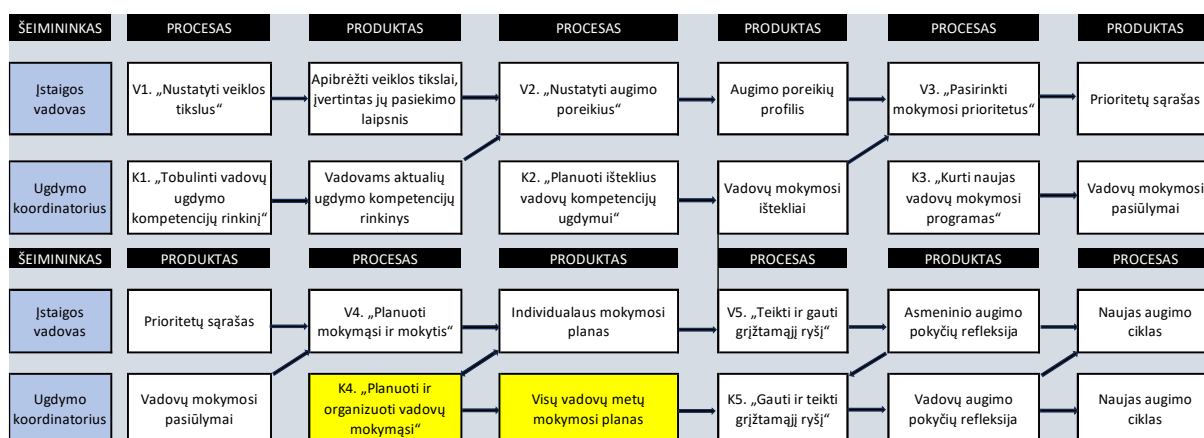 ŠEIMININKAS PROCESAS PRODUKTAS PROCESAS PRODUKTAS PROCESAS PRODUKTAS
Įstaigos
vadovas
V1. „Nustatyti veiklos
tikslus“
Apibrėžti veiklos tikslai,
įvertintas jų pasiekimo
laipsnis
V2. „Nustatyti augimo
poreikius“
Augimo poreikių
profilis
V3. „Pasirinkti
mokymosi prioritetus“
Prioritetų sąrašas
Ugdymo
koordinatorius
K1. „Tobulinti vadovų
ugdymo
kompetencijų rinkinį“
Vadovams aktualių
ugdymo kompetencijų
rinkinys
K2. „Planuoti išteklius
vadovų kompetencijų
ugdymui“
Vadovų mokymosi
ištekliai
K3. „Kurti naujas
vadovų mokymosi
programas“
Vadovų mokymosi
pasiūlymai
ŠEIMININKAS PRODUKTAS PROCESAS PRODUKTAS PROCESAS PRODUKTAS PRODUKTAS
Įstaigos
vadovas
Prioritetų sąrašas
V4. „Planuoti
mokymąsi ir mokytis“
Individualaus mokymosi
planas
V5. „Teikti ir gauti
grįžtamąjį ryšį“
Asmeninio augimo
pokyčių refleksija
Naujas augimo
ciklas
Ugdymo
koordinatorius
Vadovų mokymosi
pasiūlymai
K4. „Planuoti ir
organizuoti vadovų
mokymąsi“
Visų vadovų metų
mokymosi planas
K5. „Gauti ir teikti
grįžtamąjį ryšį“
Vadovų augimo
pokyčių refleksija
Naujas augimo
ciklas